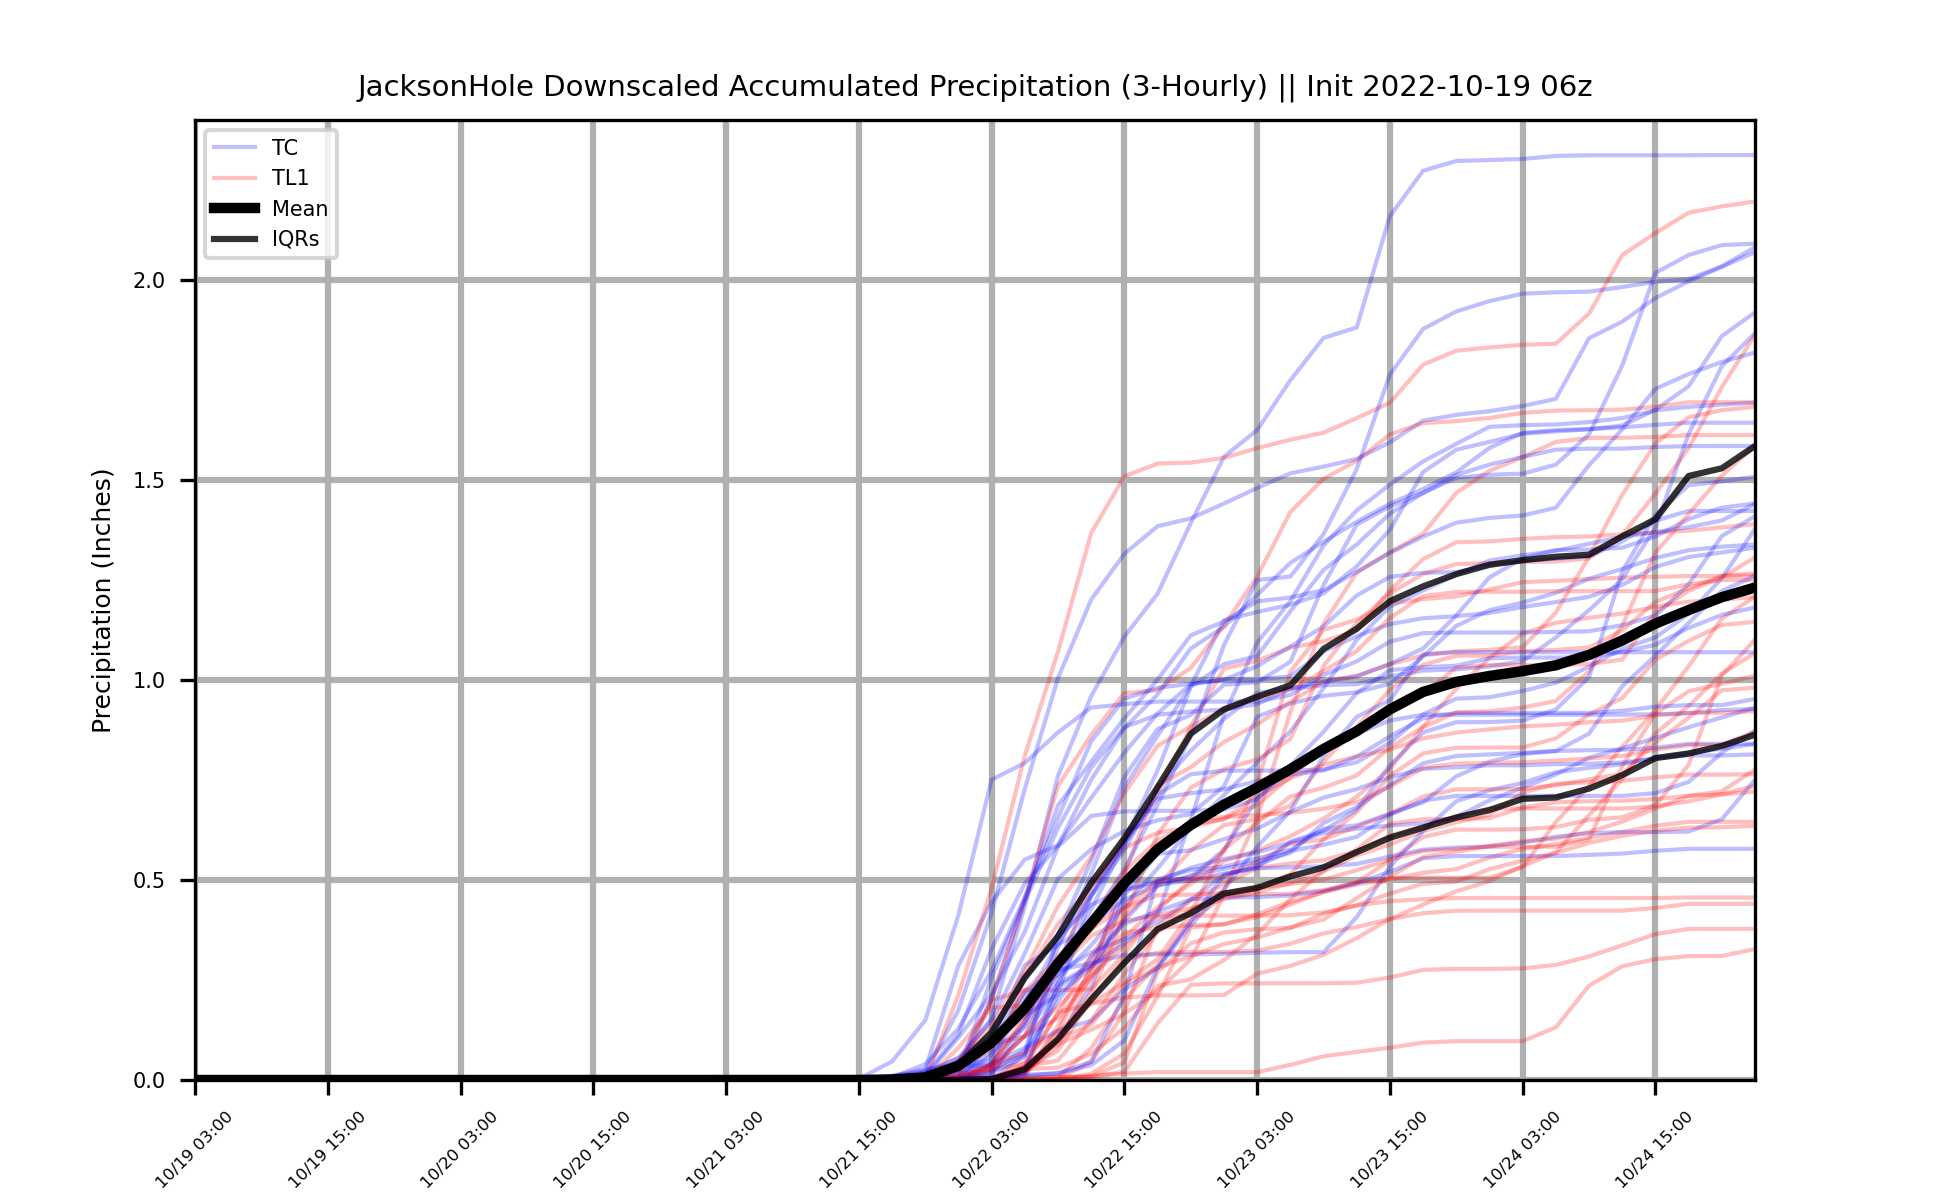 JacksonHole Downscaled Accumulated Precipitation (3-Hourly) || Init 2022-10-19 06z
TC
TL1
Mean
IQRs
Precipitation (Inches)
2.0
1.5
1.0
0.5
0.0
10/19 03:00
10/19 15:00
10/20 03:00
10/20 15:00
10/21 03:00
10/21 15:00
10/22 03:00
10/22 15:00
10/23 03:00
10/23 15:00
10/24 03:00
10/24 15:00